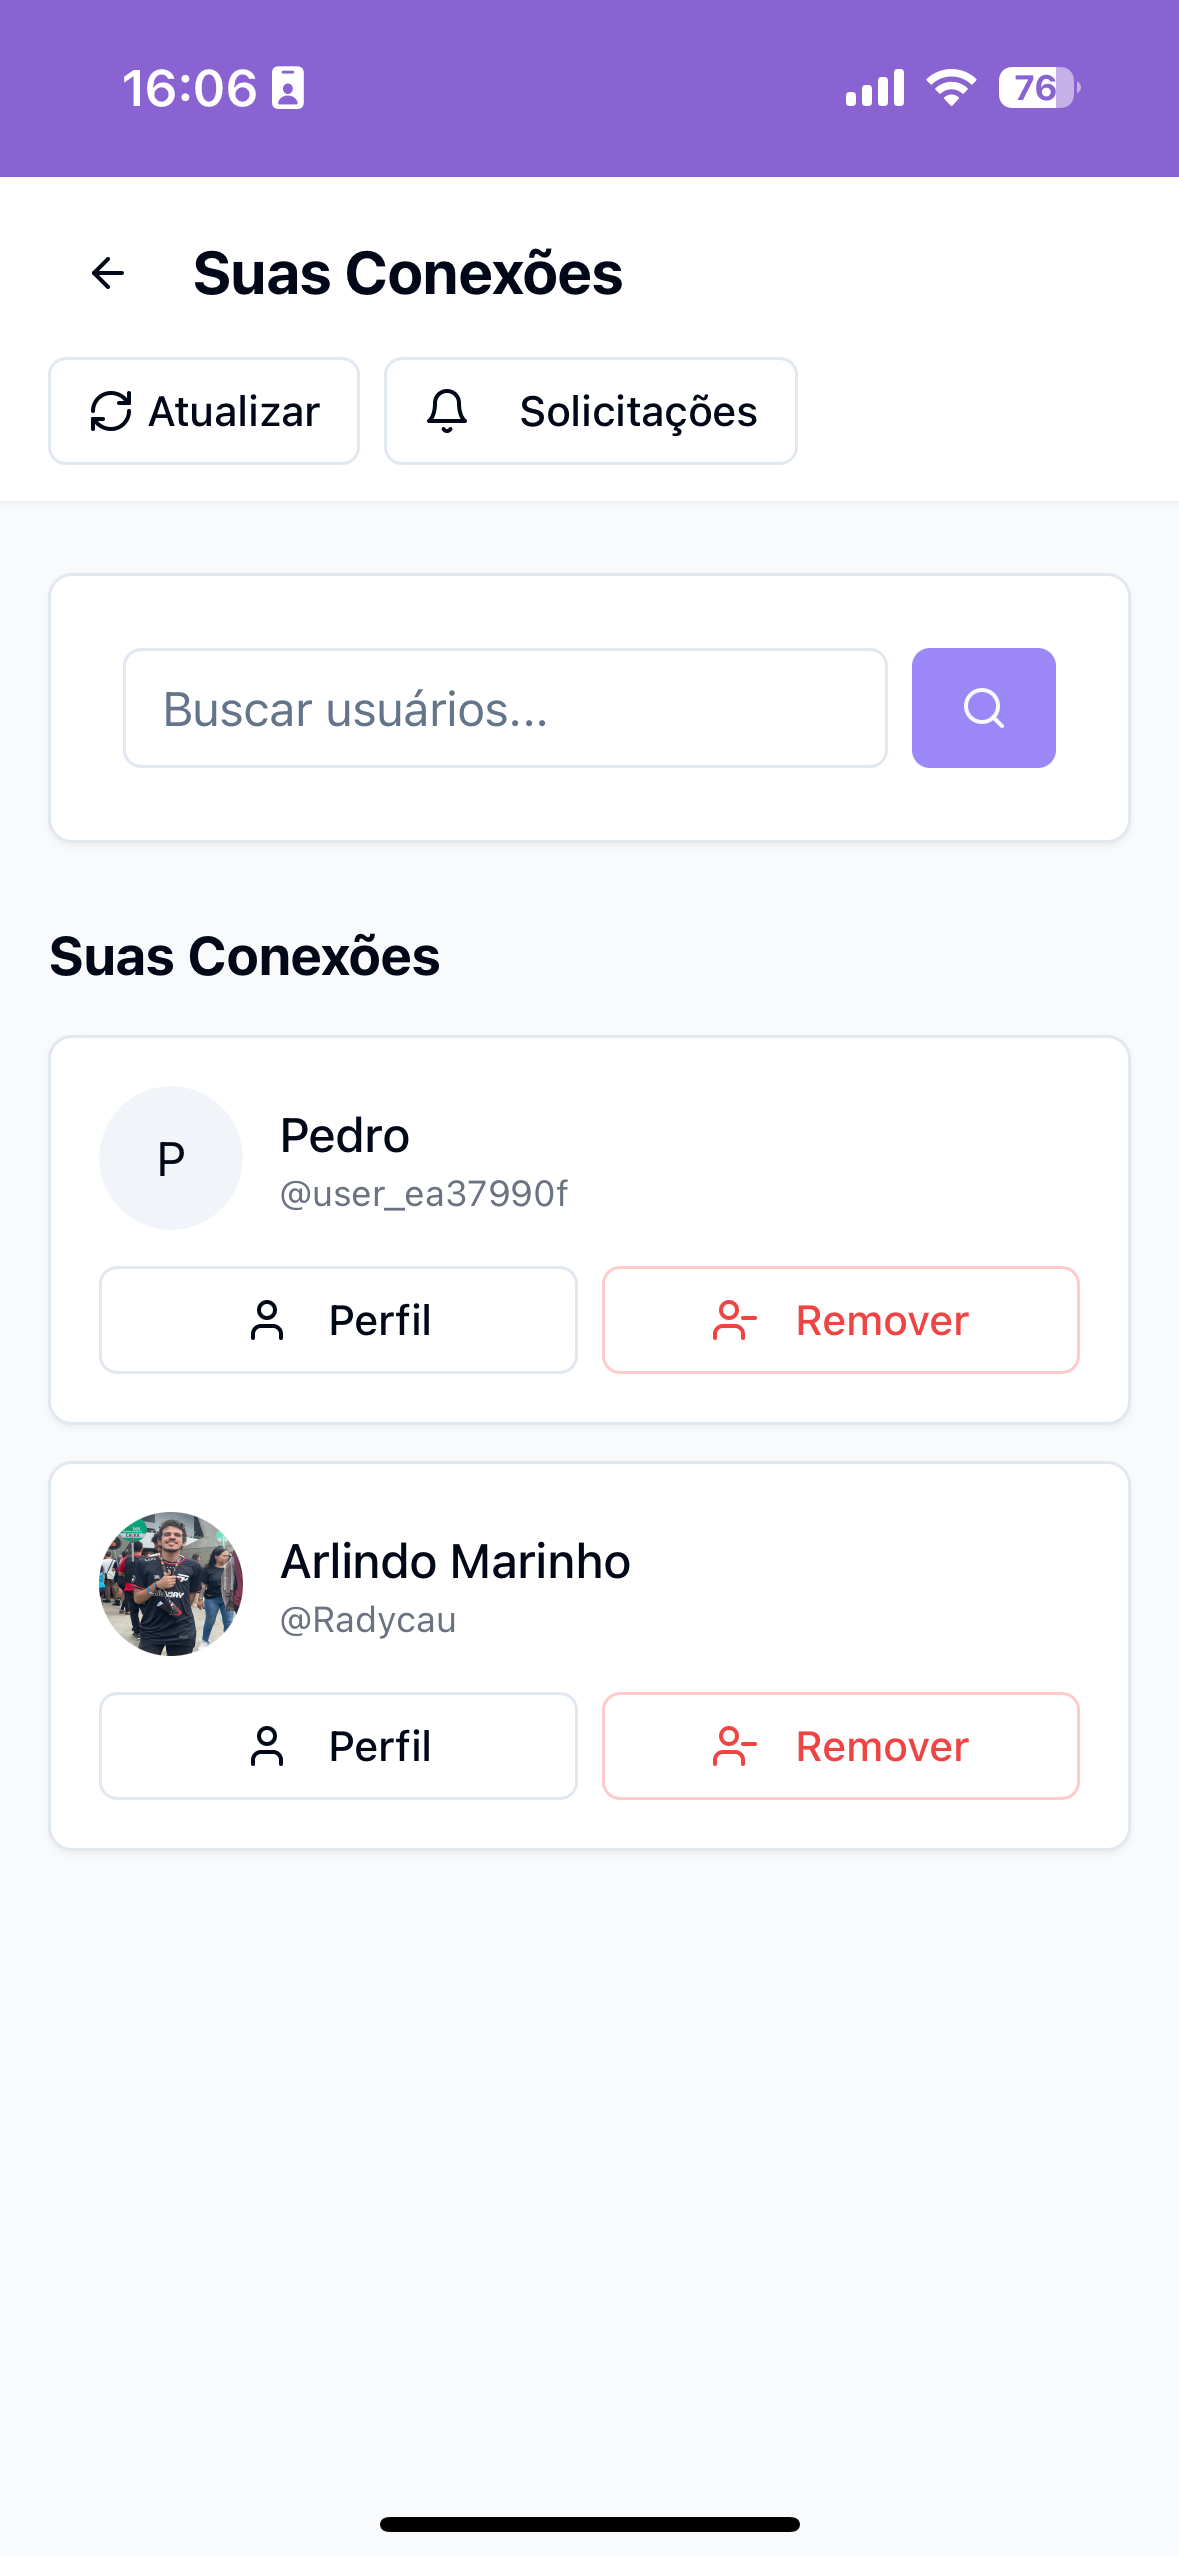 16:06
76
Suas Conexões
Atualizar
Solicitações
Buscar usuários...
Suas Conexões
P
Pedro
@user_ea37990f
Perfil
Remover
Arlindo Marinho
@Radycau
Perfil
Remover